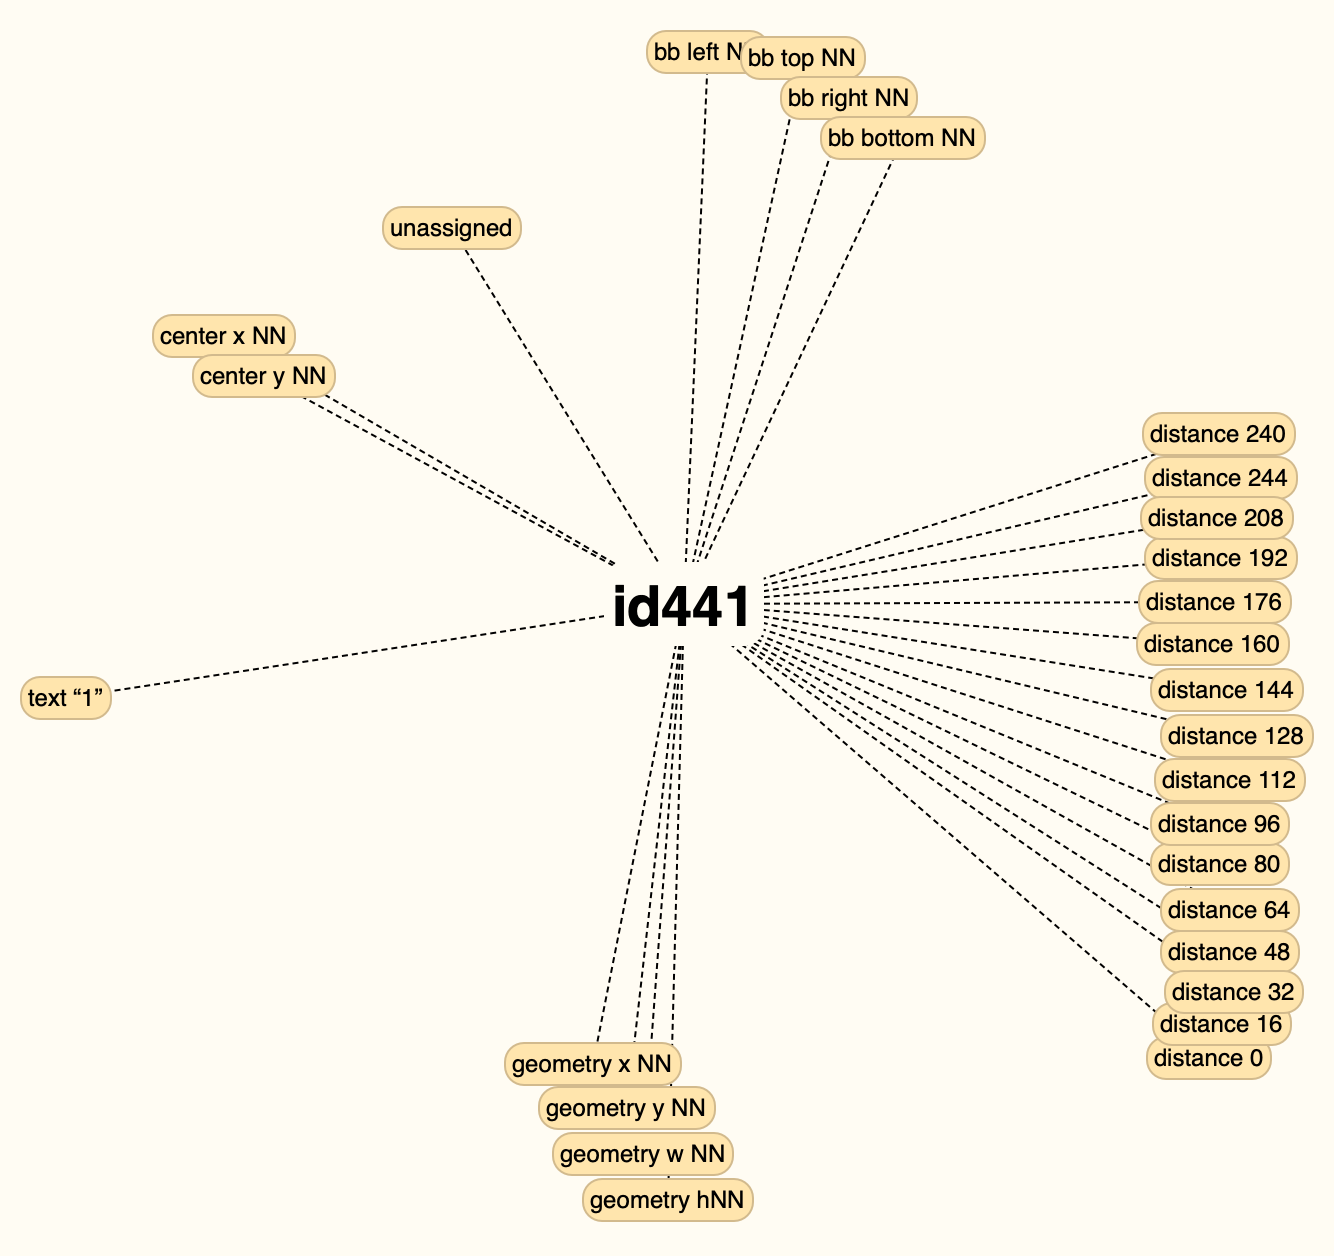 bb left N
bb top NN
bb right NN
bb bottom NN
unassigned
center x NN
center y NN
distance 240
distance 244
distance 208
distance 192
distance 176
id441
distance 160
text “1”
distance 144
distance 128
distance 112
distance 96
distance 80
distance 64
distance 48
distance 32
distance 16
distance 0
geometry x NN
geometry y NN
geometry w NN
geometry hNN